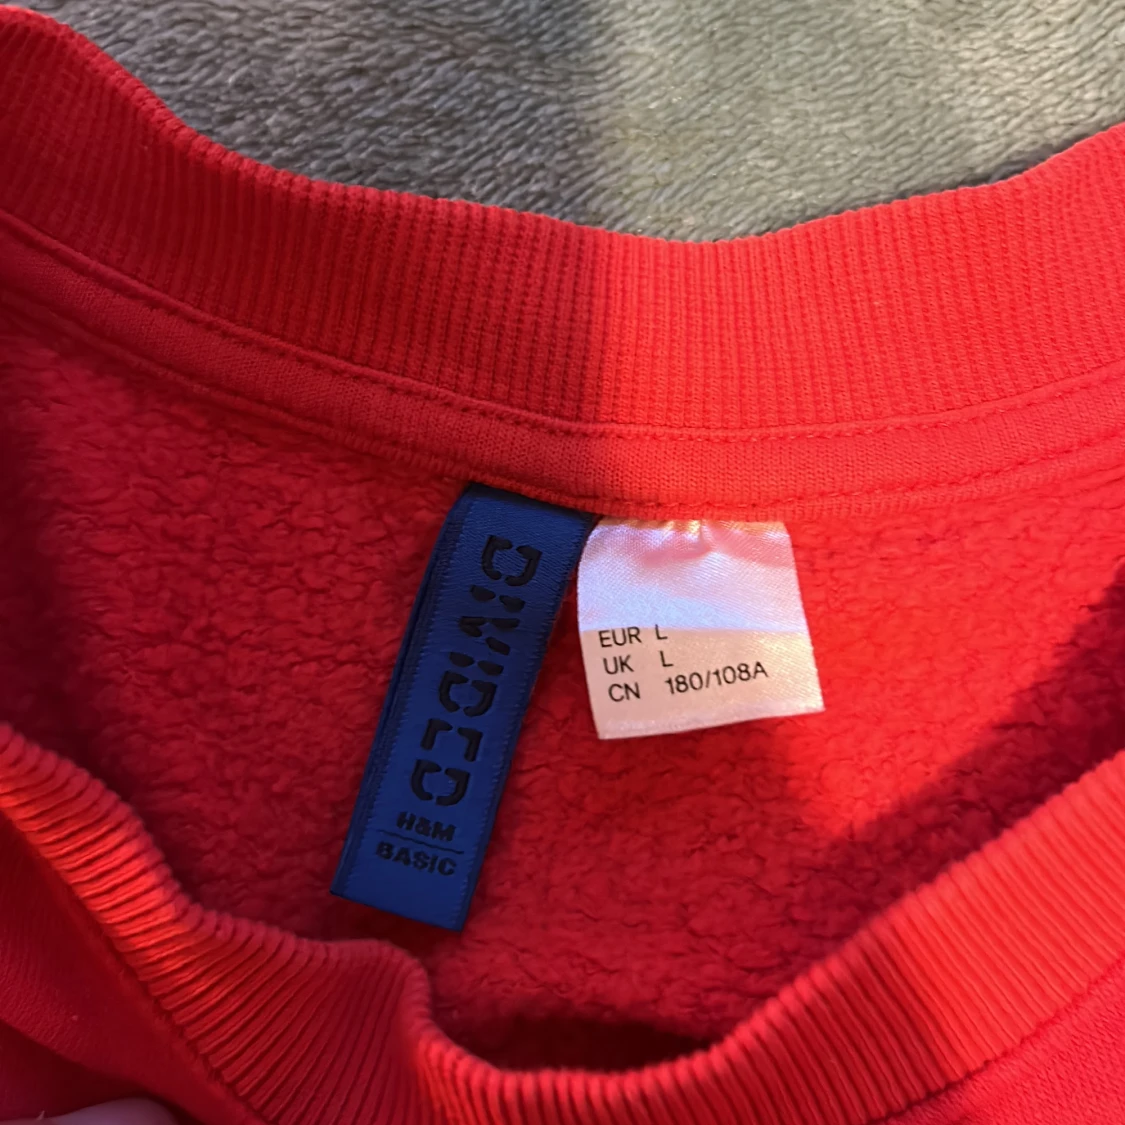 DIVIDED
H&M
BASIC
EUR L
UK L
CN 180/108A